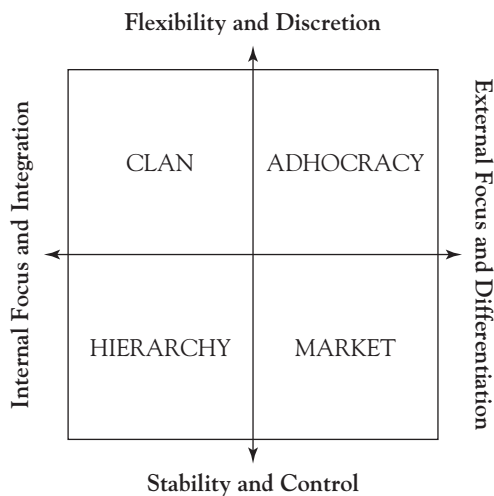 Flexibility and Discretion
Internal Focus and Integration
CLAN
ADHOCRACY
External Focus and Differentiation
HIERARCHY
MARKET
Stability and Control